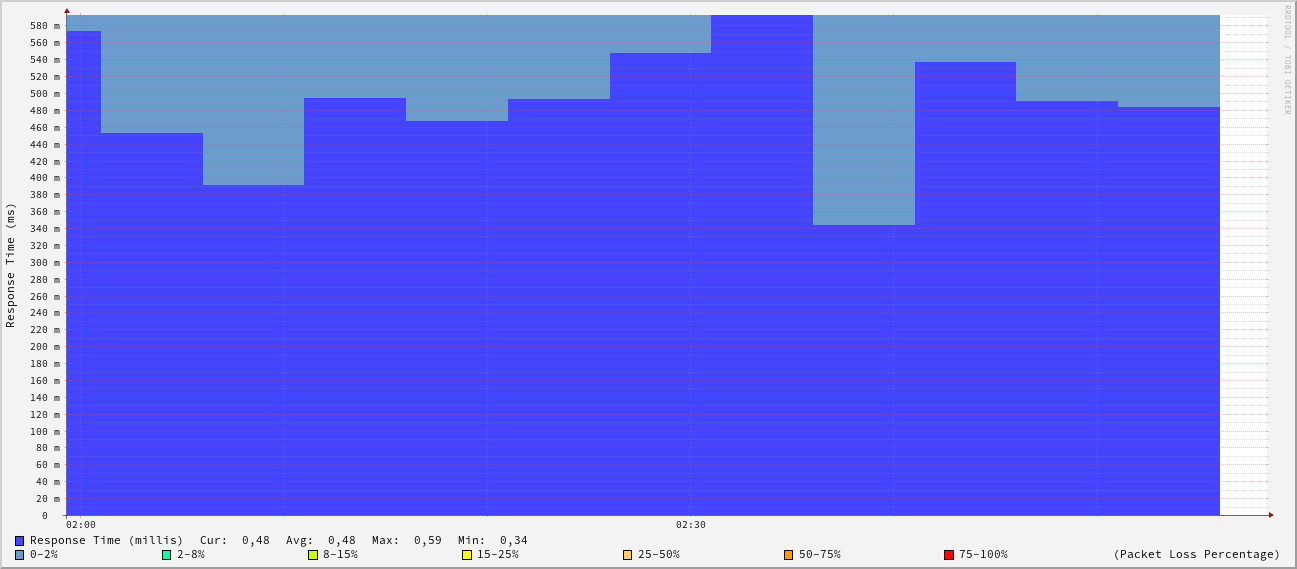 RRDTOOL / TOBI OETIKER
Response Time (ms)
580 m
560 m
540 m
520 m
500 m
480 m
460 m
440 m
420 m
400 m
380 m
360 m
340 m
320 m
300 m
280 m
260 m
240 m
220 m
200 m
180 m
160 m
140 m
120 m
100 m
80 m
60 m
40 m
20 m
0
02:00 02:30
Response Time (millis) Cur: 0,48 Avg: 0,48 Max: 0,59 Min: 0,34
0-2% 2-8% 8-15% 15-25% 25-50% 50-75% 75-100% (Packet Loss Percentage)